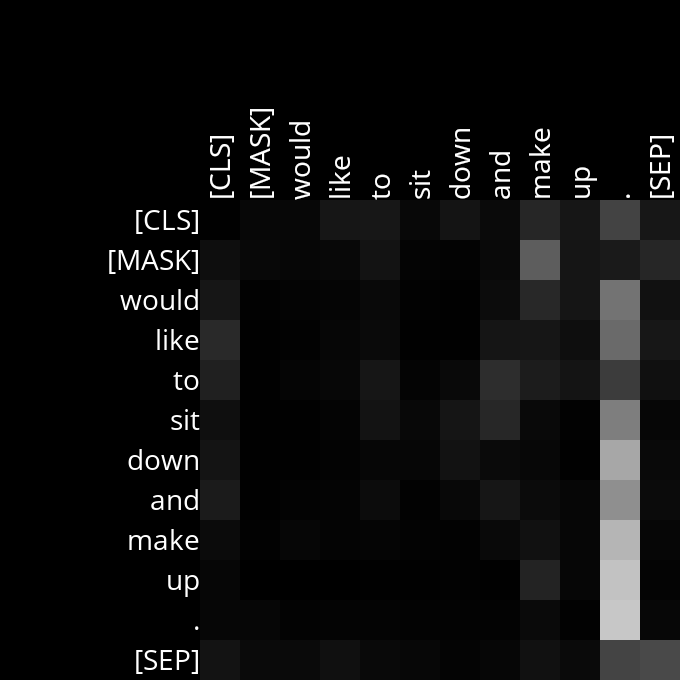 [CLS] [MASK] would like to sit down and make up . [SEP]
[CLS]
[MASK]
would
like
to
sit
down
and
make
up
.
[SEP]